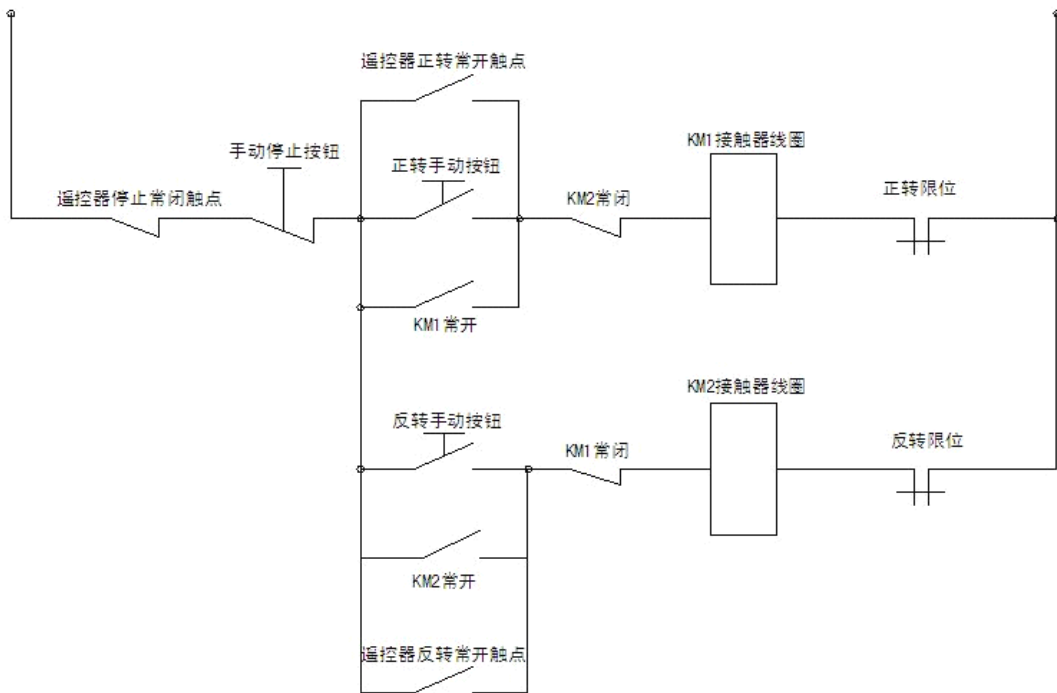 遥控器正转常开触点
KM1接触器线圈
手动停止按钮
正转手动按钮
遥控器停止常闭触点
KM2常闭
正转限位
KM1常开
KM2接触器线圈
反转手动按钮
KM1常闭
反转限位
KM2常开
遥控器反转常开触点